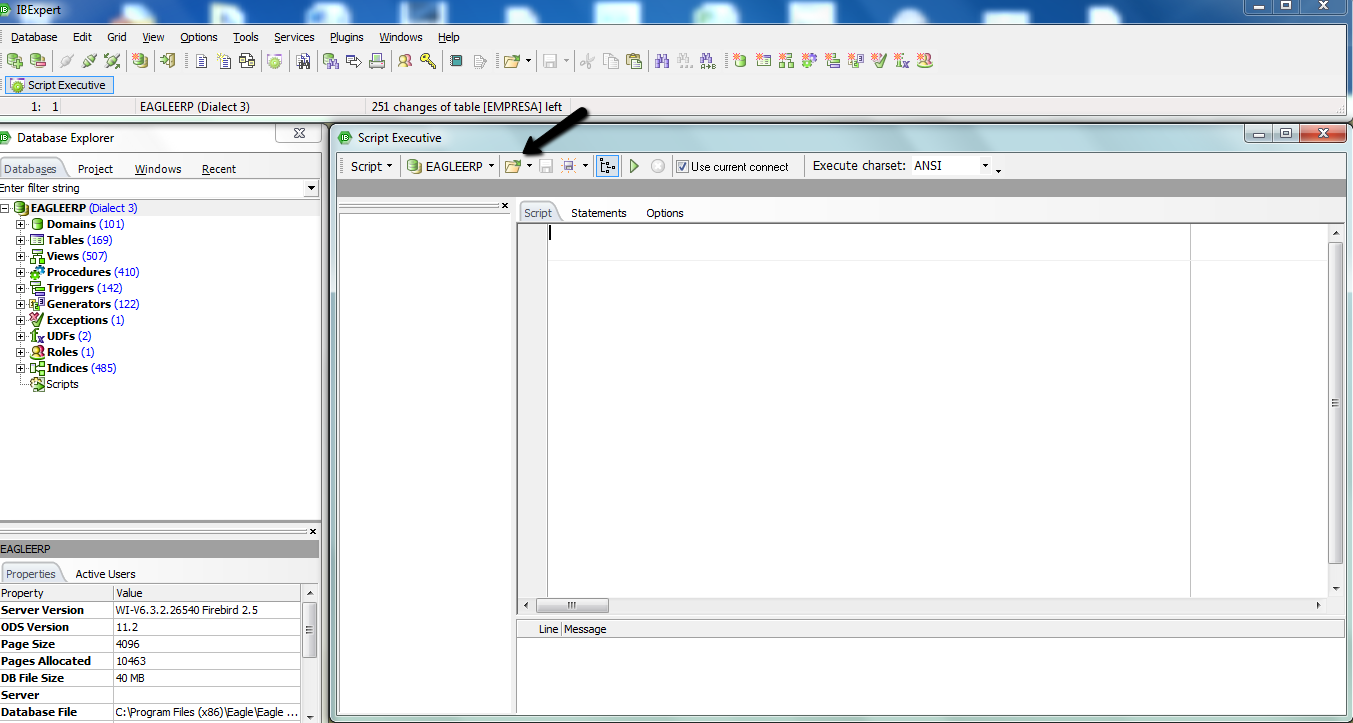 IBExpert
Database Edit Grid View Options Tools Services Plugins Windows Help
Script Executive
1: 1 EAGLEERP (Dialect 3) 251 changes of table [EMPRESA] left
Database Explorer
Databases Project Windows Recent
Enter filter string
EAGLEERP (Dialect 3)
Domains (101)
Tables (169)
Views (507)
Procedures (410)
Triggers (142)
Generators (122)
Exceptions (1)
UDFs (2)
Roles (1)
Indices (485)
Scripts
EAGLEERP
Properties Active Users
Property Value
Server Version WI-V6.3.2.26540 Firebird 2.5
ODS Version 11.2
Page Size 4096
Pages Allocated 10463
DB File Size 40 MB
Server
Database File C:\Program Files (x86)\Eagle\Eagle ...
Script Executive
Script EAGLEERP Use current connect Execute charset: ANSI
Script Statements Options
Line Message